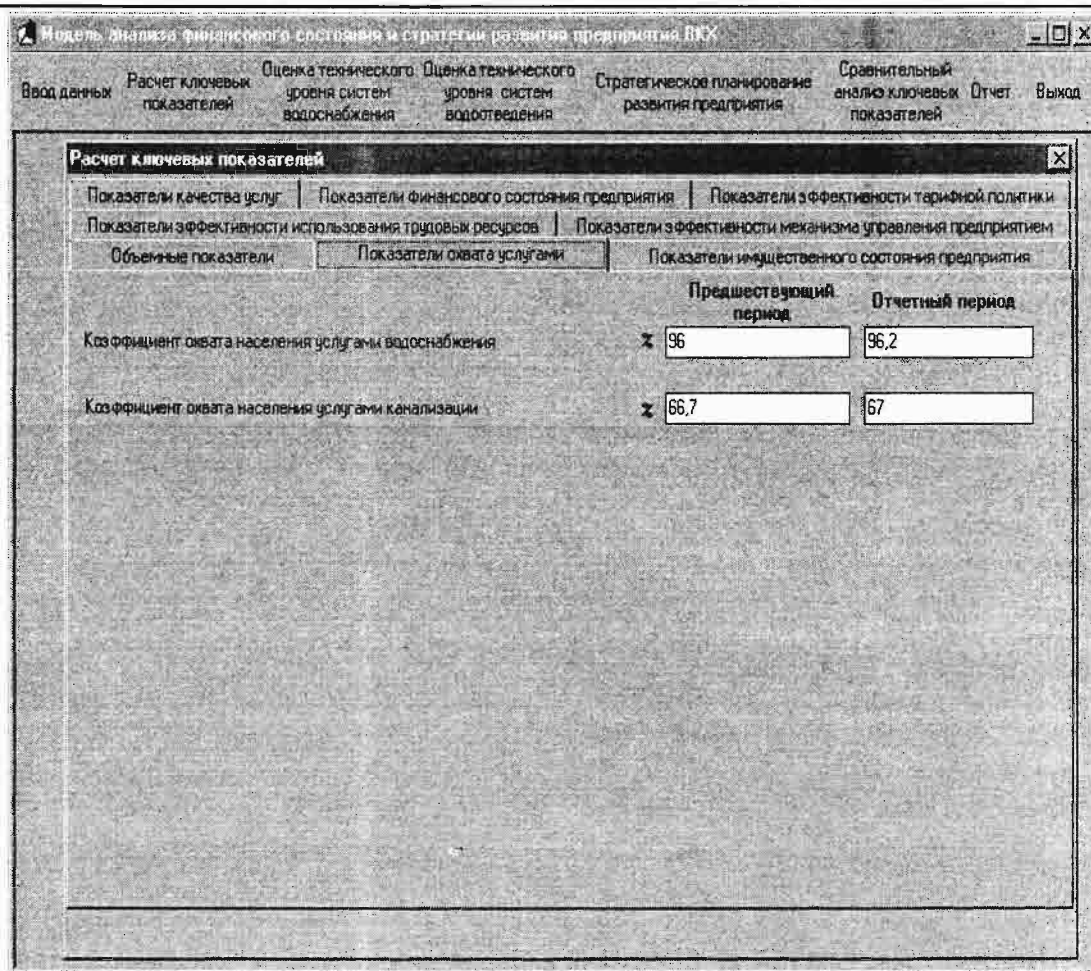 Модель анализа финансового состояния и стратегии развития предприятия ВКХ
Ввод данных
Расчет ключевых
показателей
Оценка технического
уровня систем
водоснабжения
Оценка технического
уровня систем
водоотведения
Стратегическое планирование
развития предприятия
Сравнительный
анализ ключевых
показателей
Отчет
Выход
Расчет ключевых показателей
Показатели качества услуг
Показатели финансового состояния предприятия
Показатели эффективности тарифной политики
Показатели эффективности использования трудовых ресурсов
Показатели эффективности механизма управления предприятием
Объемные показатели
Показатели охвата услугами
Показатели имущественного состояния предприятия
Предшествующий
период
Отчетный период
Коэффициент охвата населения услугами водоснабжения % 96 96,2
Коэффициент охвата населения услугами канализации % 66,7 67